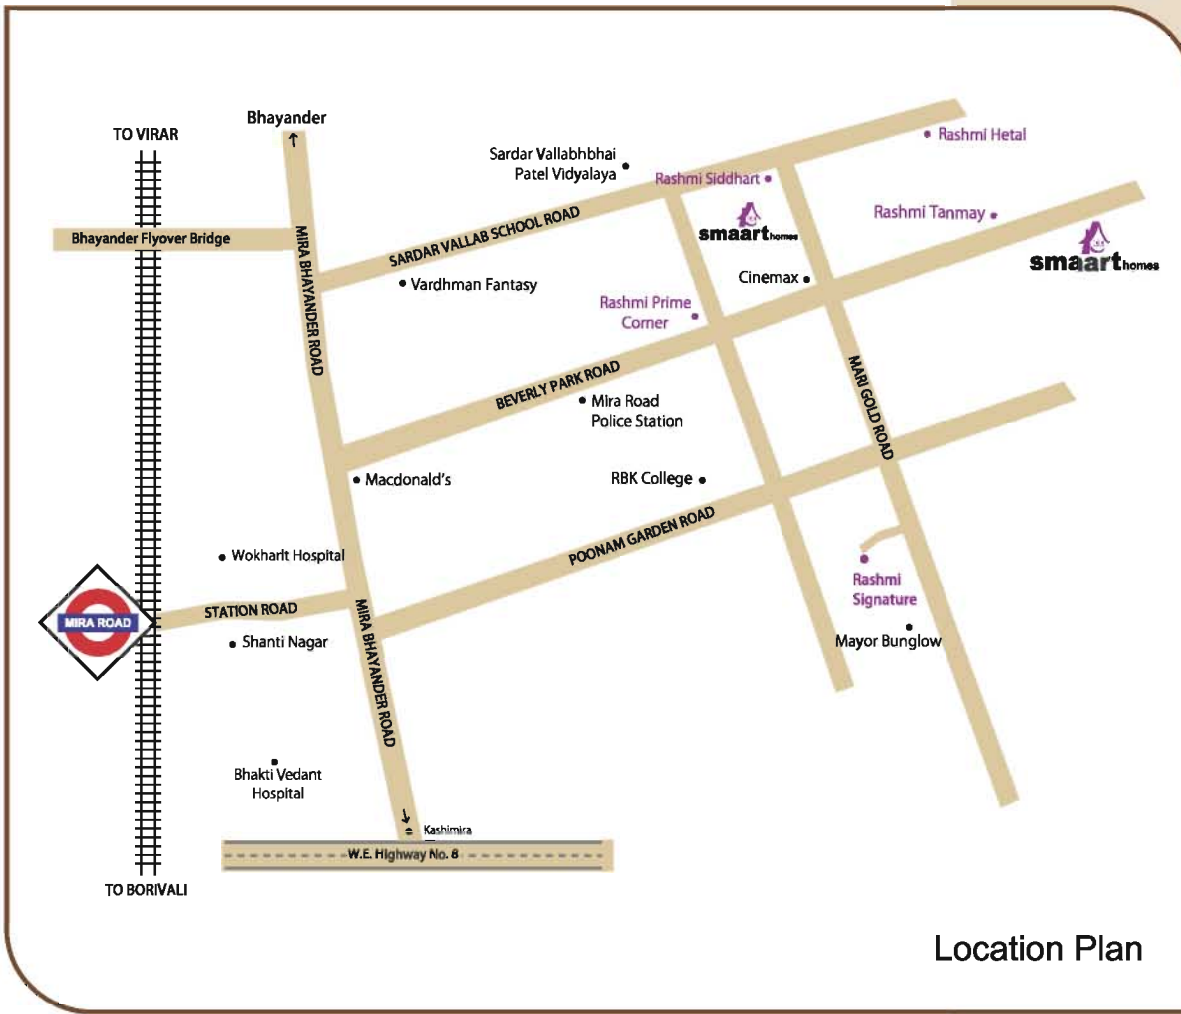 Bhayander
TO VIRAR
Rashmi Hetal
Sardar Vallabhbhai
Patel Vidyalaya
Rashmi Siddhart
Rashmi Tanmay
smaart homes
SARDAR VALLAB SCHOOL ROAD
Bhayander Flyover Bridge
MIRA BHAYANDER ROAD
smaart homes
Cinemax
Vardhman Fantasy
Rashmi Prime
Corner
BEVERLY PARK ROAD
MARI GOLD ROAD
Mira Road
Police Station
Macdonald's
RBK College
POONAM GARDEN ROAD
Wokharit Hospital
Rashmi
Signature
STATION ROAD
MIRA ROAD
Shanti Nagar
MIRA BHAYANDER ROAD
Mayor Bunglow
Bhakti Vedant
Hospital
Kashimira
W.E. Highway No. 8
TO BORIVALI
Location Plan